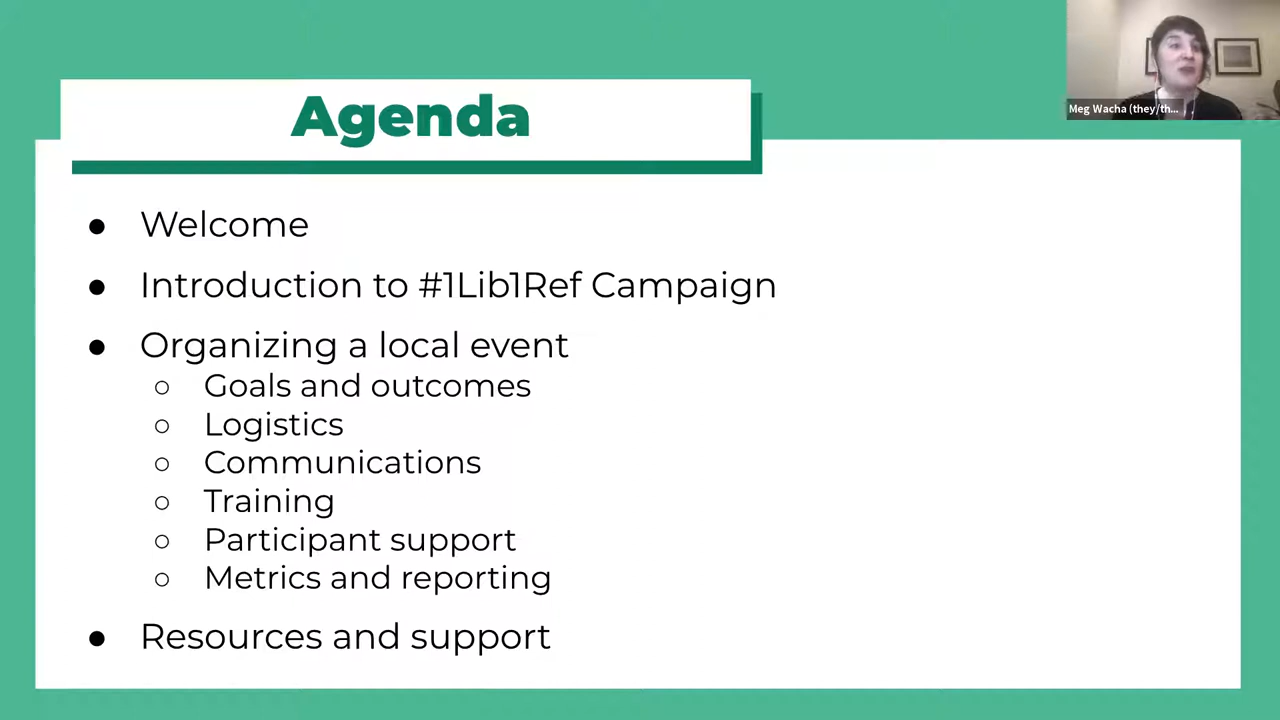 Agenda
Meg Wacha (they/th...
● Welcome
● Introduction to #1Lib1Ref Campaign
● Organizing a local event
○ Goals and outcomes
○ Logistics
○ Communications
○ Training
○ Participant support
○ Metrics and reporting
● Resources and support